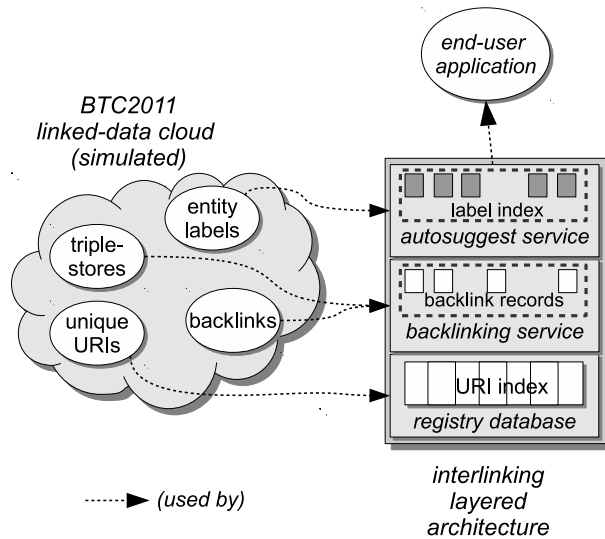 end-user
application
BTC2011
linked-data cloud
(simulated)
entity
labels
triple-
stores
unique
URIs
backlinks
label index
autosuggest service
backlink records
backlinking service
URI index
registry database
(used by)
interlinking
layered
architecture